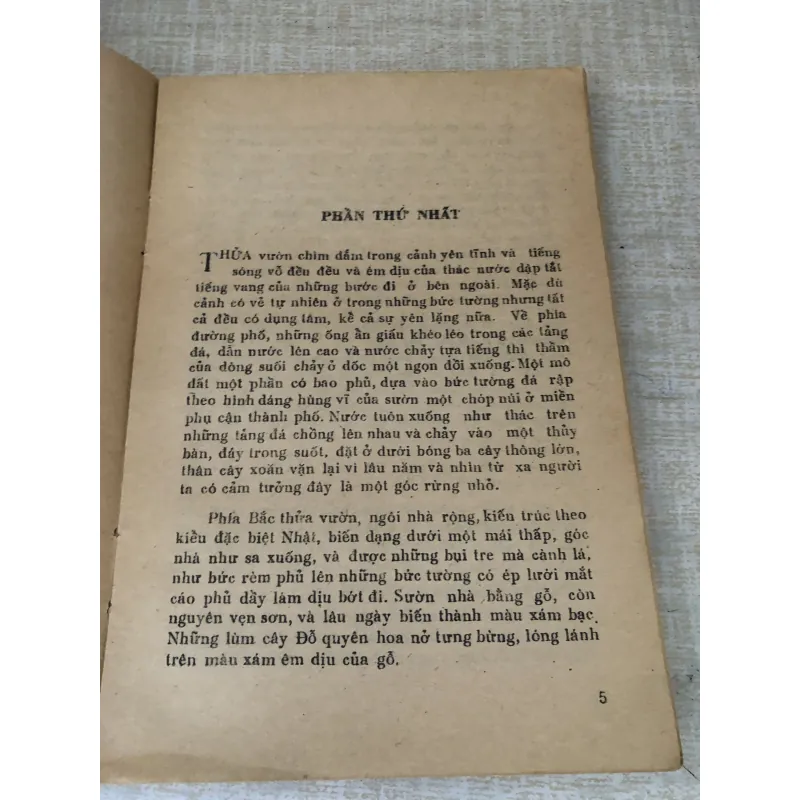 PHẦN THỨ NHẤT
THỬA vườn chìm đắm trong cảnh yên tĩnh và tiếng
sóng vỗ đều đều và êm dịu của thác nước dập tắt
tiếng vang của những bước đi ở bên ngoài. Mặc dù
cảnh có vẻ tự nhiên ở trong những bức tường nhưng tất
cả đều có dụng tâm, kể cả sự yên lặng nữa. Về phía
đường phố, những ống ẩn giấu khéo léo trong các tảng
đá, dẫn nước lên cao và nước chảy tựa tiếng thì thầm
của dòng suối chảy ở dốc một ngọn đồi xuống. Một mô
đất một phần có bao phủ, dựa vào bức tường đá rập
theo hình dáng hùng vĩ của sườn một chóp núi ở miền
phụ cận thành phố. Nước tuôn xuống như thác trên
những tảng đá chồng lên nhau và chảy vào một thủy
bàn, đáy trong suốt, đặt ở dưới bóng ba cây thông lớn,
thân cây xoắn vặn lại vì lâu năm và nhìn từ xa người
ta có cảm tưởng đây là một góc rừng nhỏ.
Phía Bắc thửa vườn, ngôi nhà rộng, kiến trúc theo
kiểu đặc biệt Nhật, biến dạng dưới một mái thấp, góc
nhà như sa xuống, và được những bụi tre mà cành lá,
như bức rèm phủ lên những bức tường có ép lưới mắt
cáo phủ dầy làm dịu bớt đi. Sườn nhà bằng gỗ, còn
nguyên vẹn sơn, và lâu ngày biến thành màu xám bạc.
Những lùm cây Đỗ quyên hoa nở tưng bừng, lóng lánh
trên màu xám êm dịu của gỗ.
5